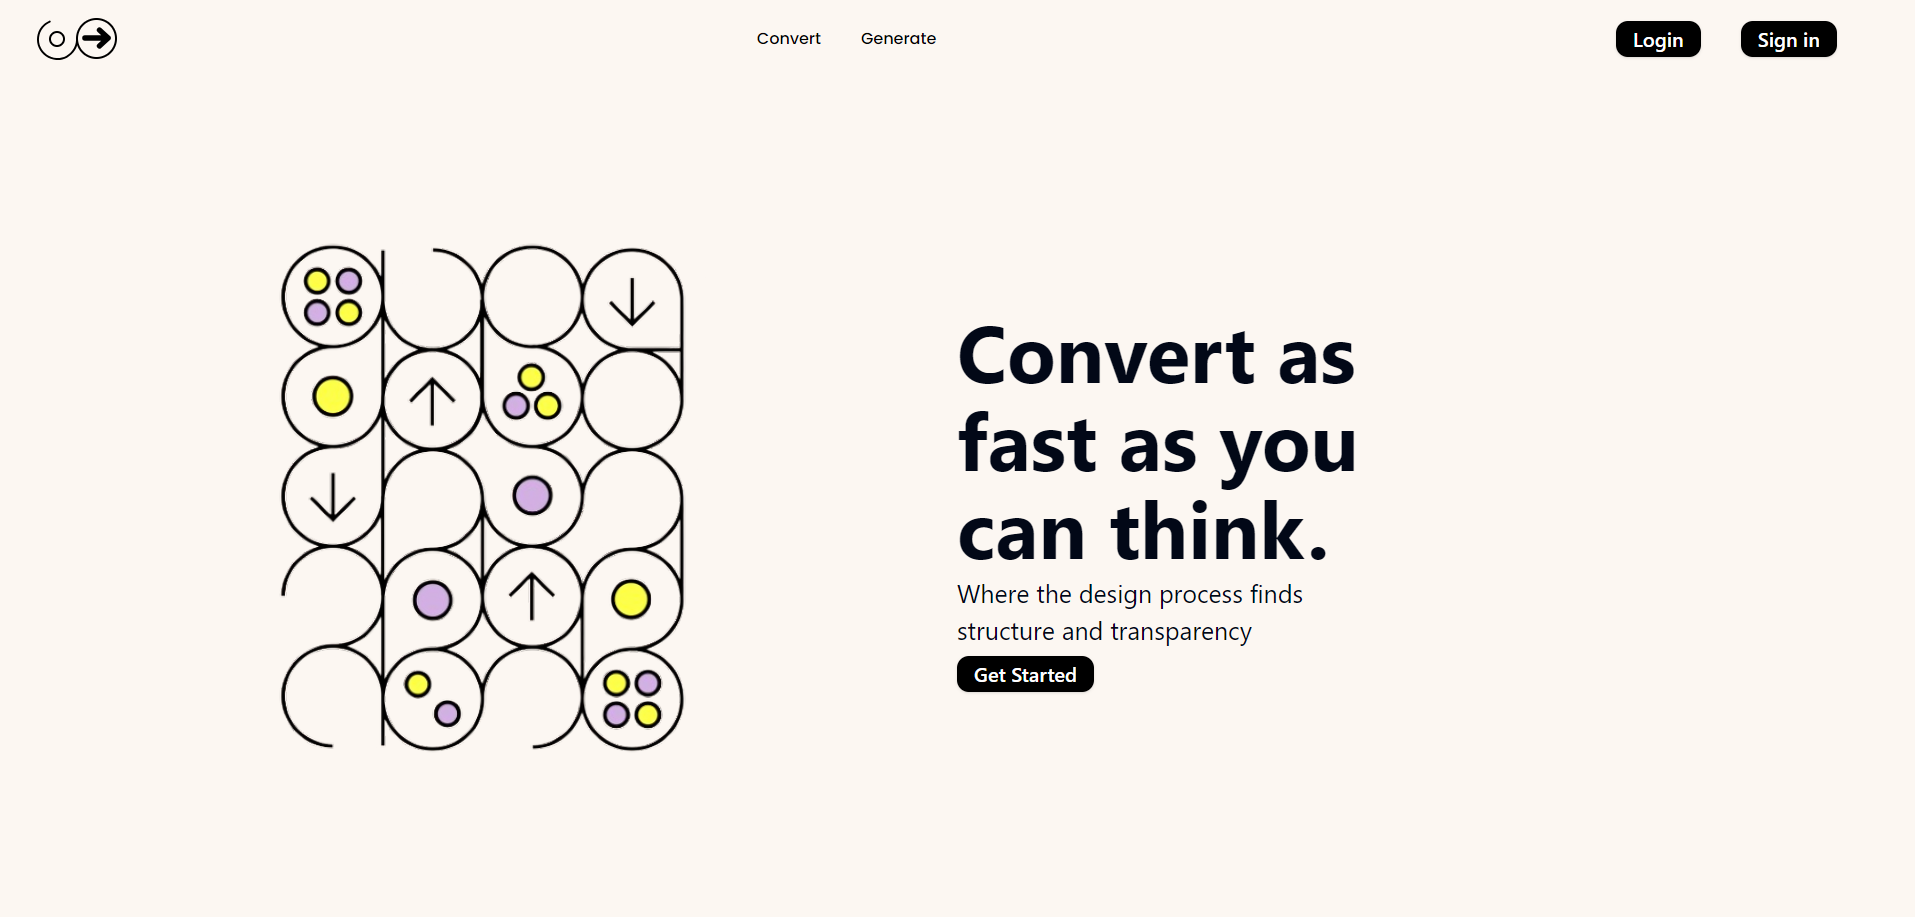 Convert
Generate
Login
Sign in
Convert as
fast as you
can think.
Where the design process finds
structure and transparency
Get Started